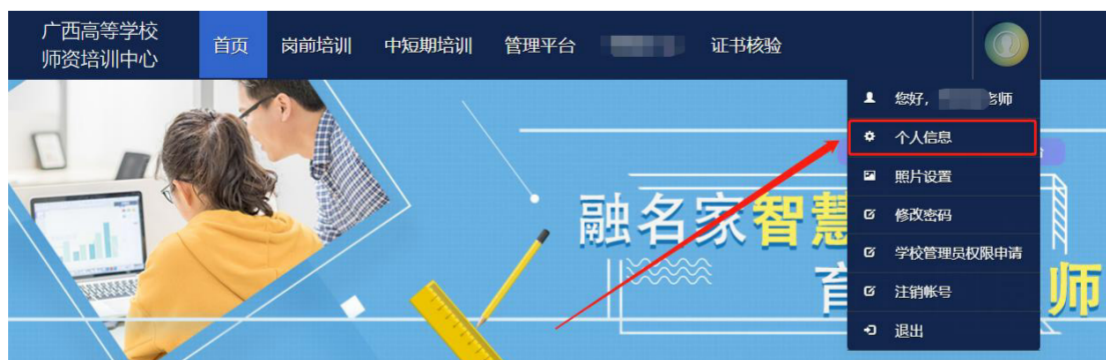 广西高等学校
师资培训中心
首页
岗前培训
中短期培训
管理平台
证书核验
您好,
老师
个人信息
照片设置
修改密码
学校管理员权限申请
注销帐号
退出
融名家智慧
育
师